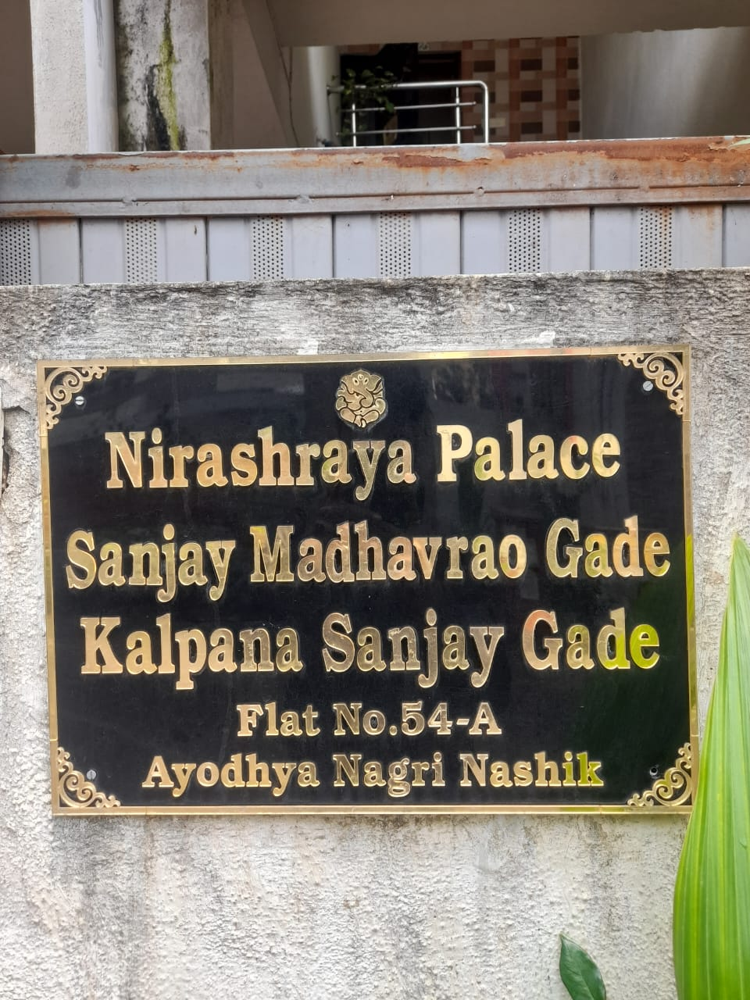 Nirashraya Palace
Sanjay Madhavrao Gade
Kalpana Sanjay Gade
Flat No.54-A
Ayodhya Nagri Nashik